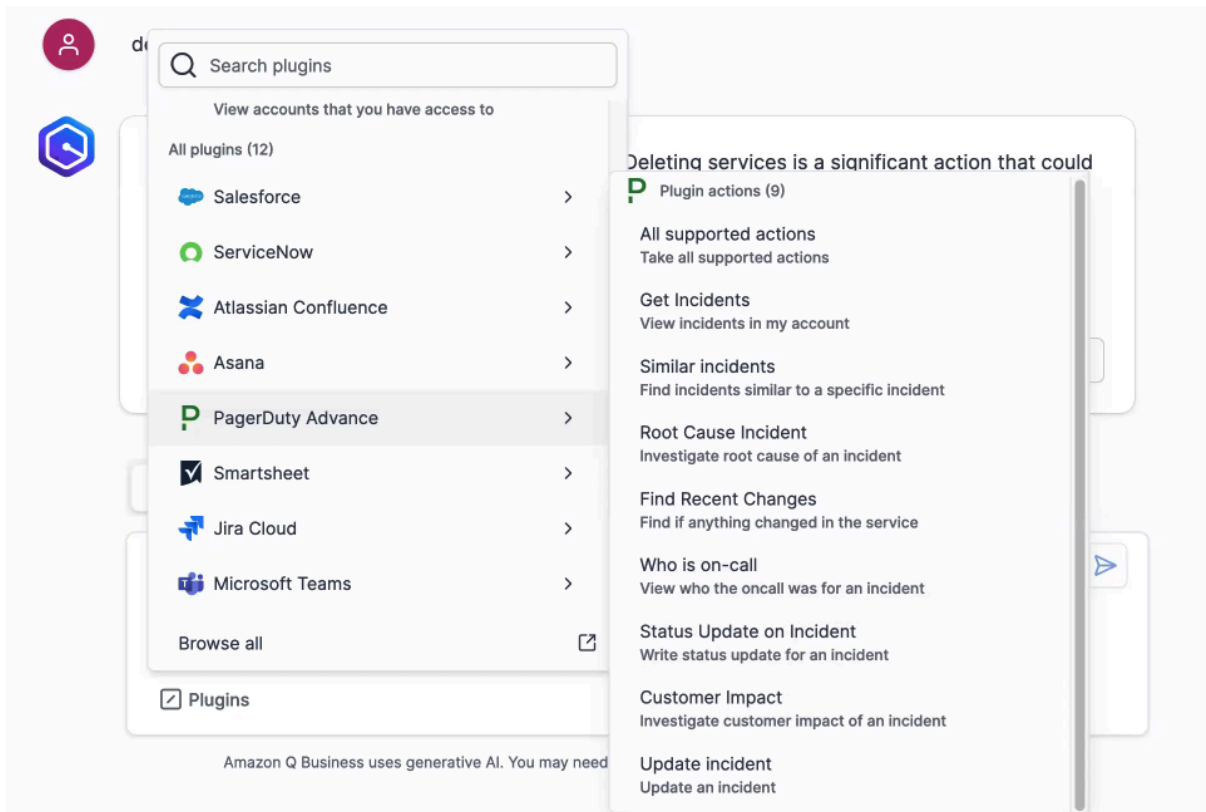 Search plugins
View accounts that you have access to
All plugins (12)
Salesforce
ServiceNow
Atlassian Confluence
Asana
PagerDuty Advance
Smartsheet
Jira Cloud
Microsoft Teams
Browse all
Plugins
Amazon Q Business uses generative AI. You may need
Deleting services is a significant action that could
Plugin actions (9)
All supported actions
Take all supported actions
Get Incidents
View incidents in my account
Similar incidents
Find incidents similar to a specific incident
Root Cause Incident
Investigate root cause of an incident
Find Recent Changes
Find if anything changed in the service
Who is on-call
View who the oncall was for an incident
Status Update on Incident
Write status update for an incident
Customer Impact
Investigate customer impact of an incident
Update incident
Update an incident